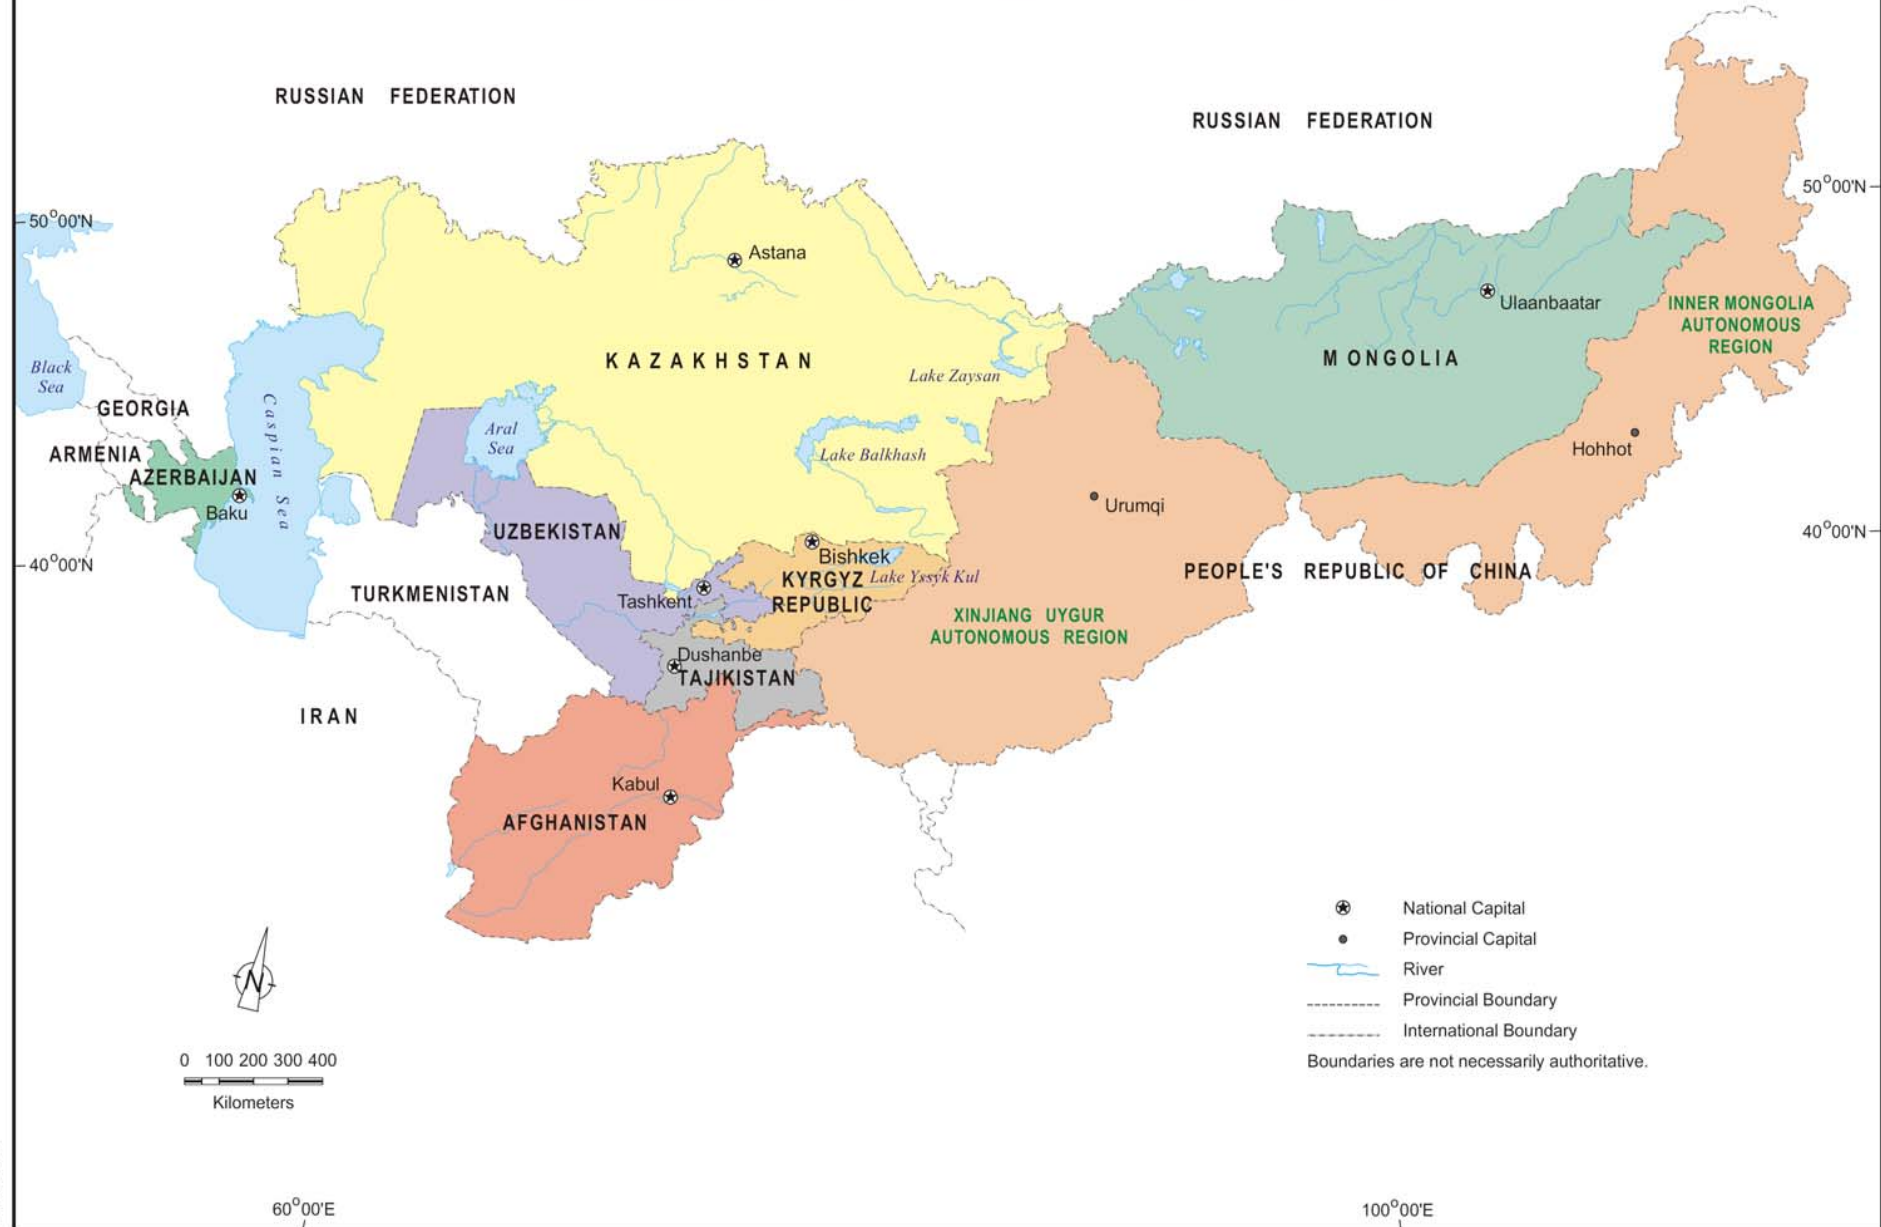 RUSSIAN FEDERATION
RUSSIAN FEDERATION
50°00'N
50°00'N
Astana
Ulaanbaatar
INNER MONGOLIA
AUTONOMOUS
REGION
KAZAKHSTAN
MONGOLIA
Black
Sea
Lake Zaysan
GEORGIA
Caspian Sea
Aral
Sea
ARMENIA
Lake Balkhash
Hohhot
AZERBAIJAN
Baku
Urumqi
UZBEKISTAN
40°00'N
40°00'N
Bishkek
PEOPLE'S REPUBLIC OF CHINA
KYRGYZ
REPUBLIC
Lake Yssyk Kul
TURKMENISTAN
Tashkent
XINJIANG UYGUR
AUTONOMOUS REGION
Dushanbe
TAJIKISTAN
IRAN
Kabul
AFGHANISTAN
National Capital
Provincial Capital
River
Provincial Boundary
International Boundary
Boundaries are not necessarily authoritative.
N
0 100 200 300 400
Kilometers
60°00'E
100°00'E